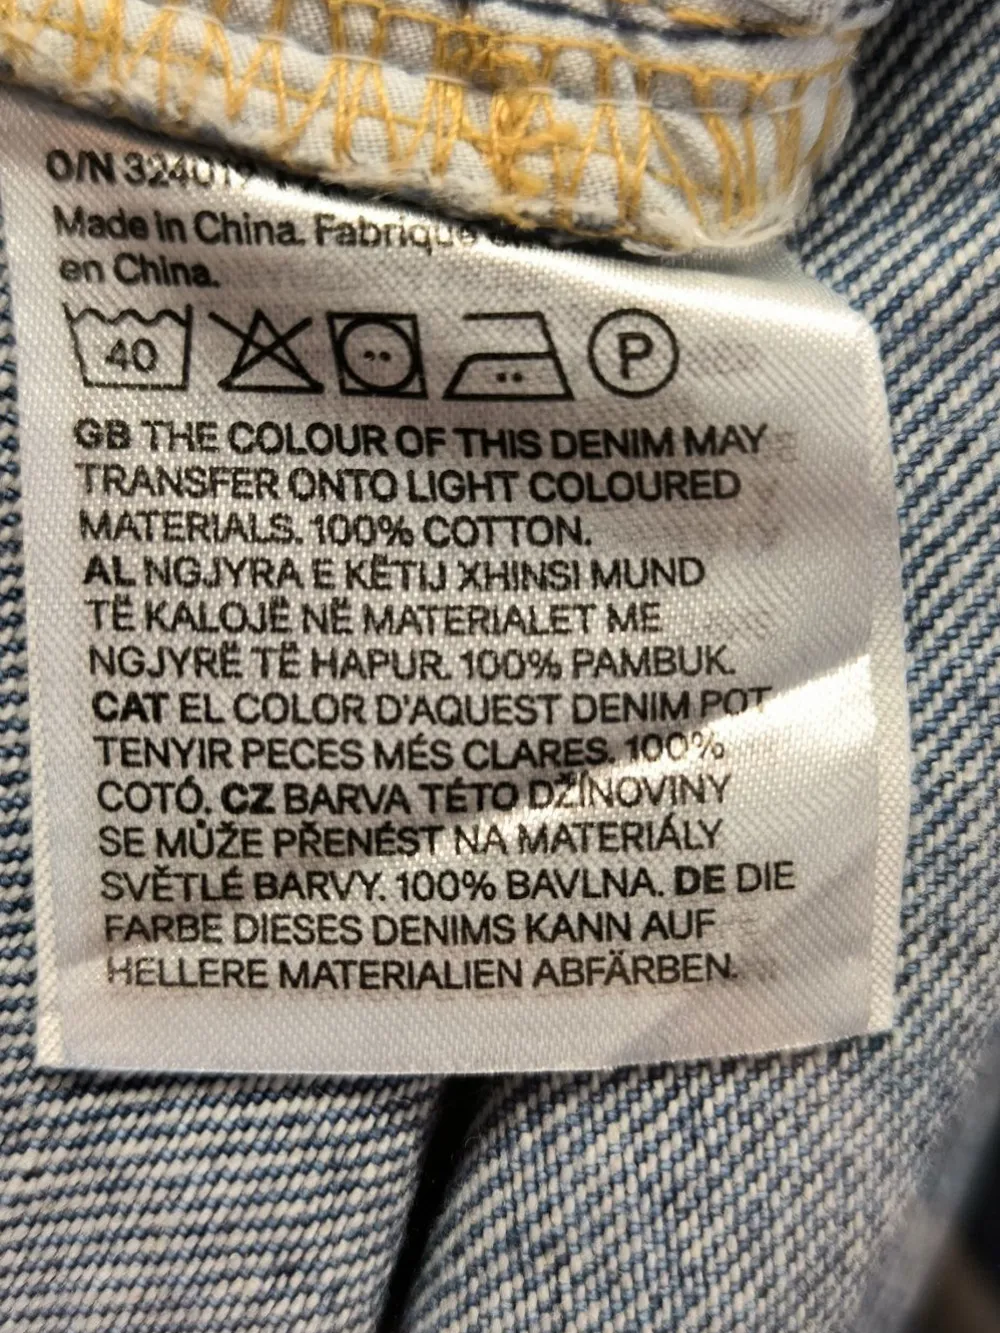 O/N 324019
Made in China. Fabriqué
en China.
40
P
GB THE COLOUR OF THIS DENIM MAY
TRANSFER ONTO LIGHT COLOURED
MATERIALS. 100% COTTON.
AL NGJYRA E KËTIJ XHINSI MUND
TË KALOJË NË MATERIALET ME
NGJYRË TË HAPUR. 100% PAMBUK.
CAT EL COLOR D'AQUEST DENIM POT
TENYIR PECES MÉS CLARES. 100%
COTÓ. CZ BARVA TÉTO DŽÍNOVINY
SE MŮŽE PŘENÉST NA MATERIÁLY
SVĚTLÉ BARVY. 100% BAVLNA. DE DIE
FARBE DIESES DENIMS KANN AUF
HELLERE MATERIALIEN ABFÄRBEN.